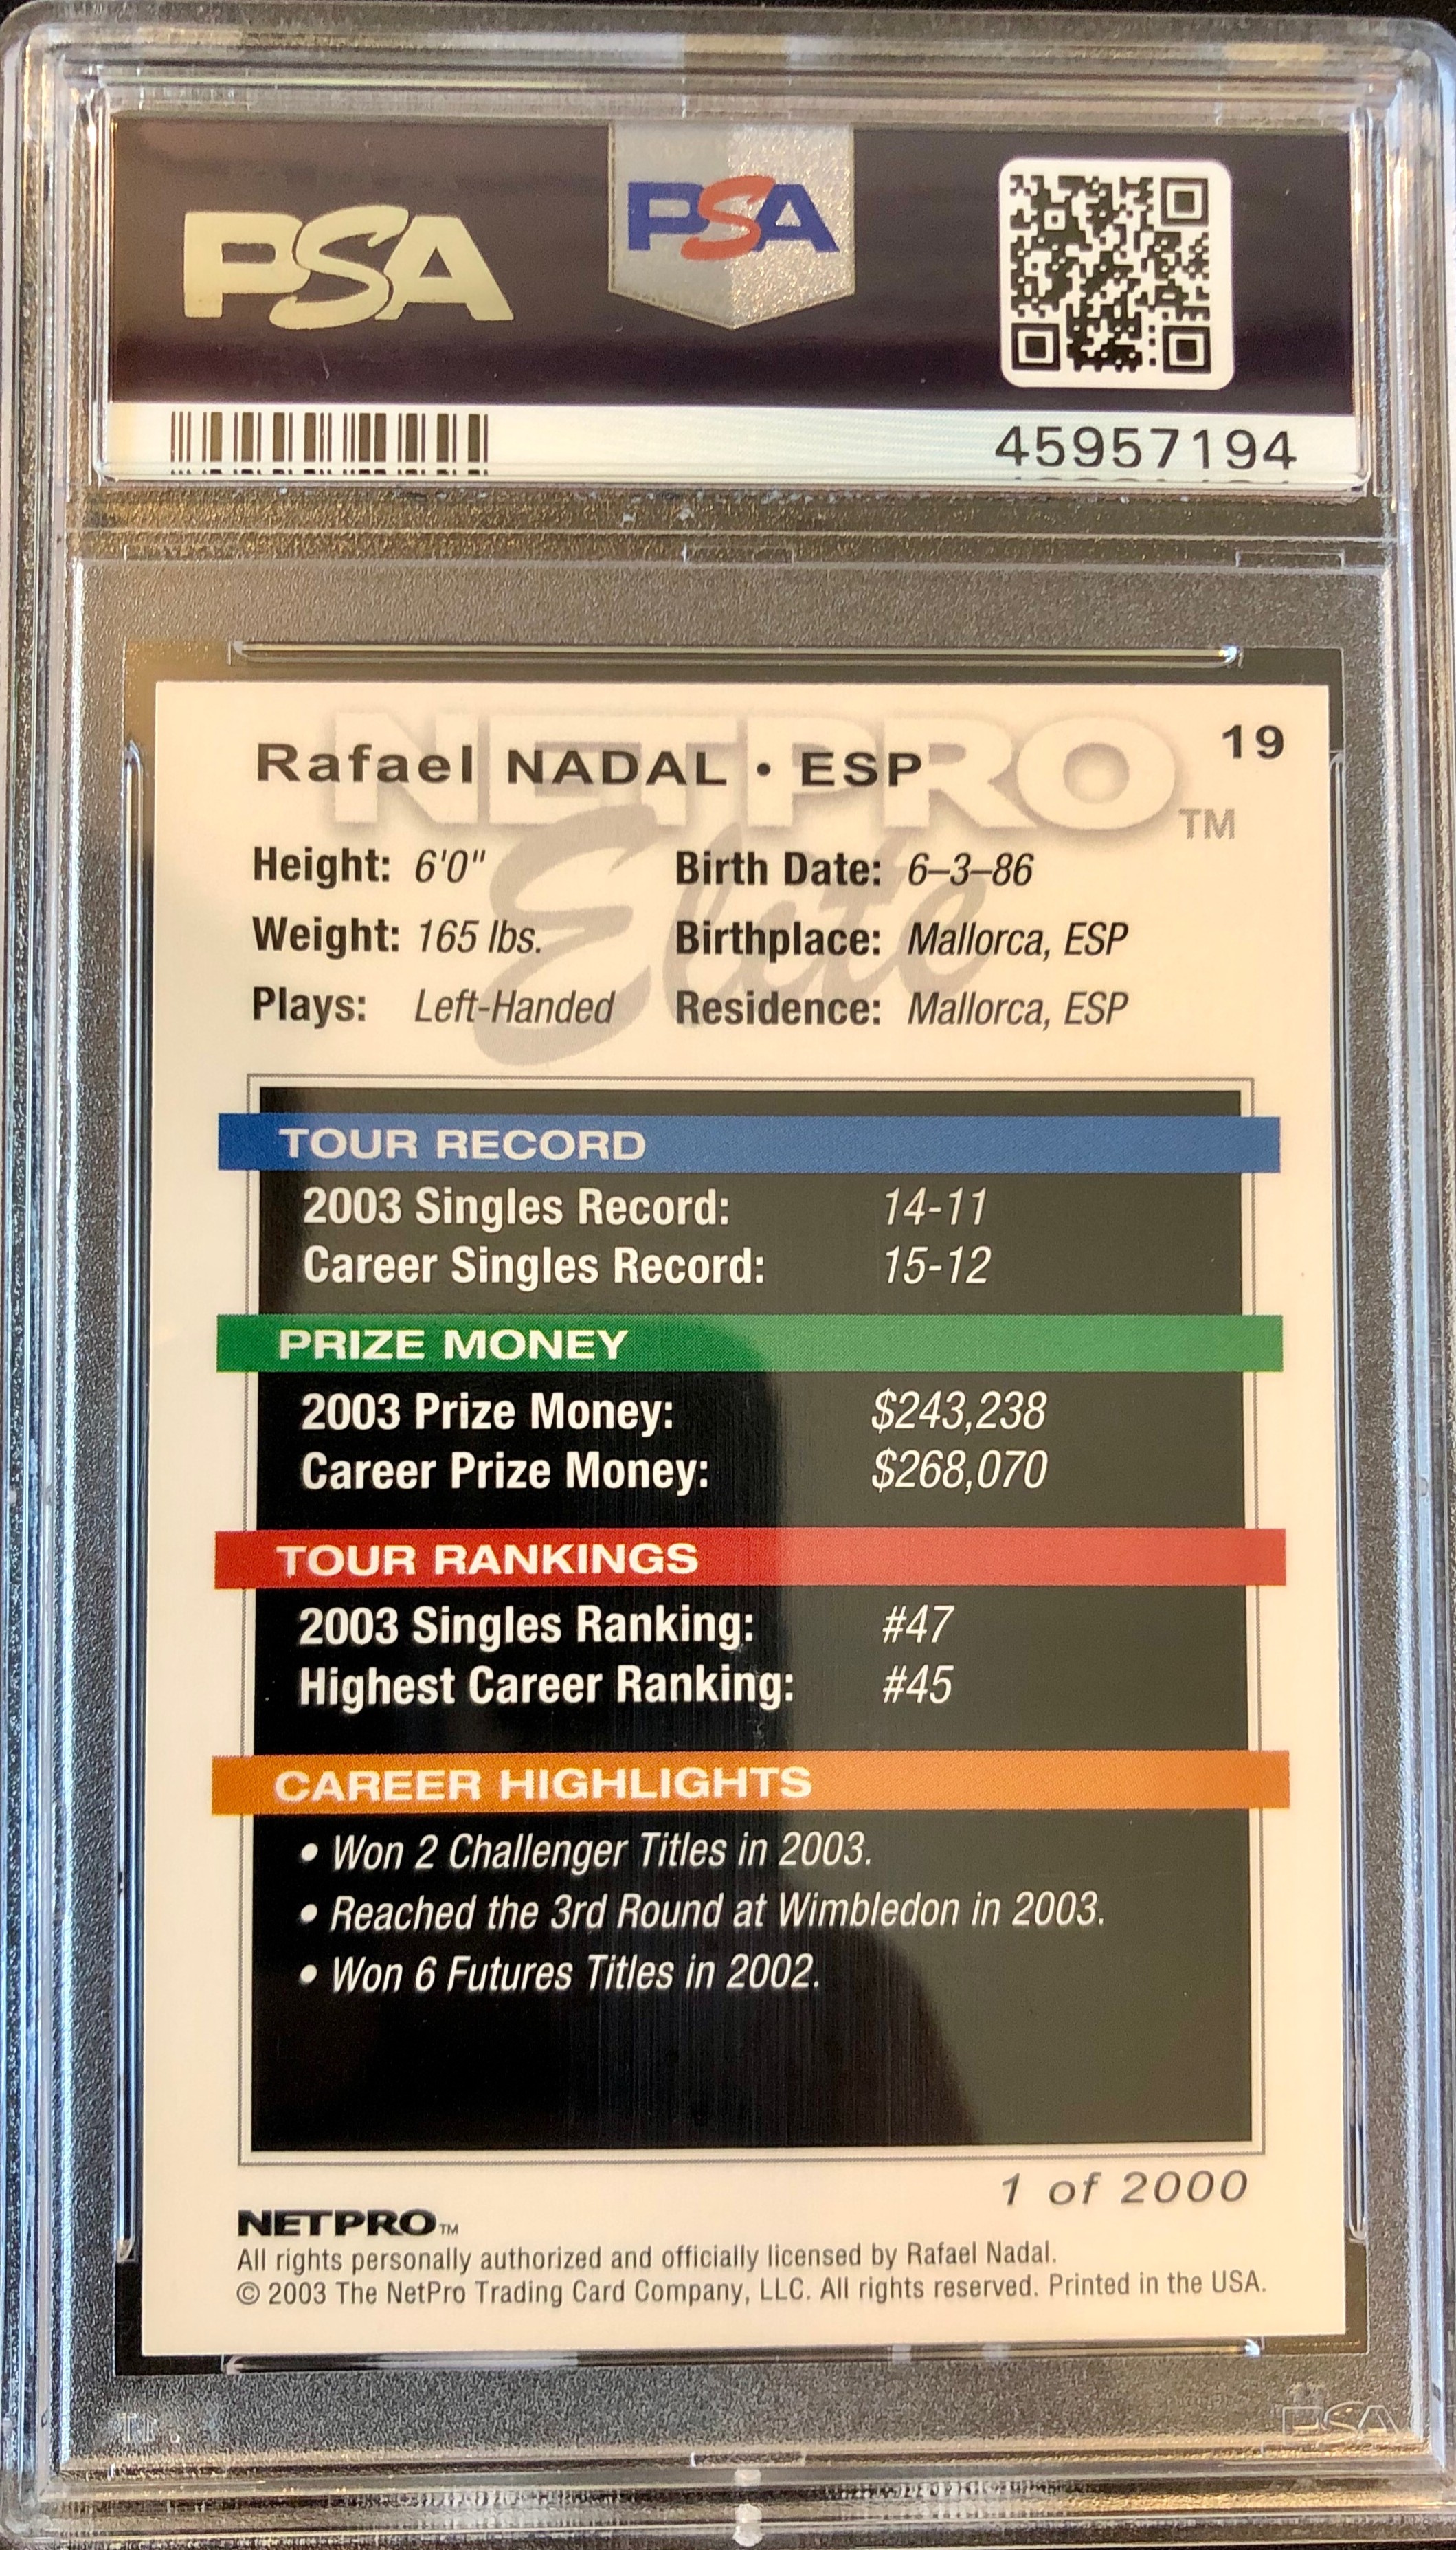 PSA
PSA
45957194
NETPRO™
Elite
Rafael NADAL • ESP
19
Height: 6'0" Birth Date: 6–3–86
Weight: 165 lbs. Birthplace: Mallorca, ESP
Plays: Left-Handed Residence: Mallorca, ESP
TOUR RECORD
2003 Singles Record: 14-11
Career Singles Record: 15-12
PRIZE MONEY
2003 Prize Money: $243,238
Career Prize Money: $268,070
TOUR RANKINGS
2003 Singles Ranking: #47
Highest Career Ranking: #45
CAREER HIGHLIGHTS
• Won 2 Challenger Titles in 2003.
• Reached the 3rd Round at Wimbledon in 2003.
• Won 6 Futures Titles in 2002.
1 of 2000
NETPRO™
All rights personally authorized and officially licensed by Rafael Nadal.
© 2003 The NetPro Trading Card Company, LLC. All rights reserved. Printed in the USA.
PSA